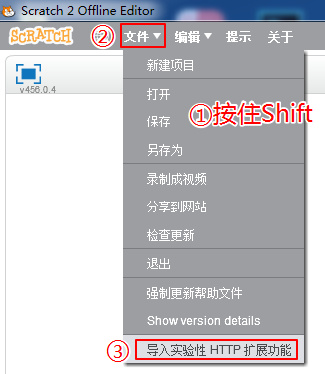 Scratch 2 Offline Editor
SCRATCH ② 文件▼ 编辑▼ 提示 关于
v456.0.4
新建项目
打开
①按住Shift
保存
另存为
录制成视频
分享到网站
检查更新
退出
强制更新帮助文件
Show version details
③ 导入实验性 HTTP 扩展功能